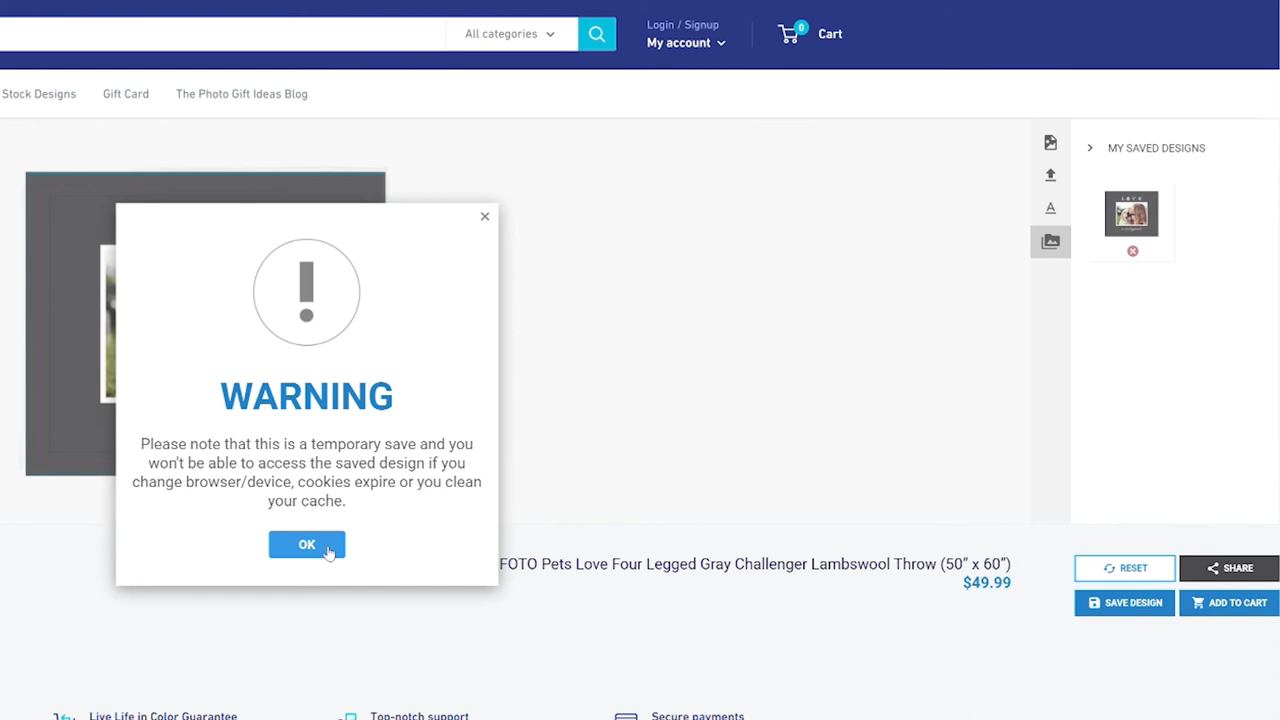 All categories
Login / Signup
My account
0
Cart
Stock Designs
Gift Card
The Photo Gift Ideas Blog
MY SAVED DESIGNS
LOVE
WARNING
Please note that this is a temporary save and you
won't be able to access the saved design if you
change browser/device, cookies expire or you clean
your cache.
OK
FOTO Pets Love Four Legged Gray Challenger Lambswool Throw (50” x 60”)
$49.99
RESET
SHARE
SAVE DESIGN
ADD TO CART
Live Life in Color Guarantee
Top-notch support
Secure payments